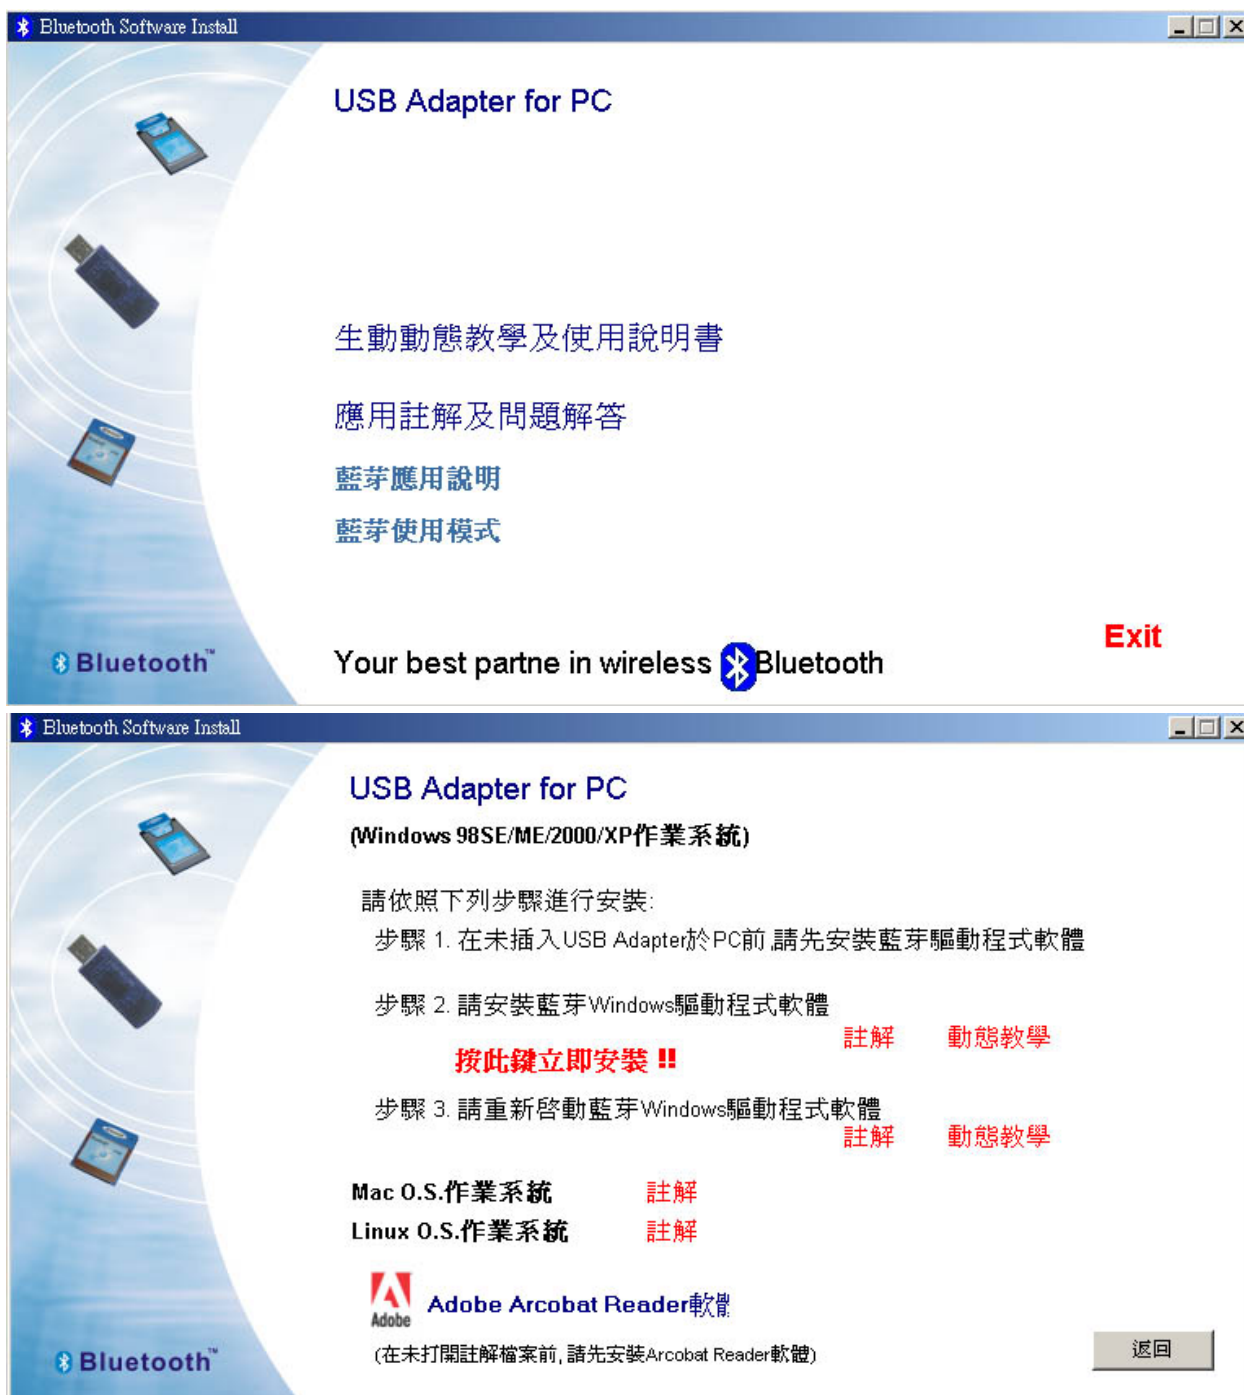 Bluetooth Software Install
USB Adapter for PC
生動動態教學及使用說明書
應用註解及問題解答
藍芽應用說明
藍芽使用模式
Exit
Bluetooth™
Your best partne in wireless Bluetooth
Bluetooth Software Install
USB Adapter for PC
(Windows 98SE/ME/2000/XP作業系統)
請依照下列步驟進行安裝:
步驟 1. 在未插入USB Adapter於PC前,請先安裝藍芽驅動程式軟體
步驟 2. 請安裝藍芽Windows驅動程式軟體
註解 動態教學
按此鍵立即安裝 !!
步驟 3. 請重新啟動藍芽Windows驅動程式軟體
註解 動態教學
Mac O.S.作業系統 註解
Linux O.S.作業系統 註解
Adobe
Adobe Arcobat Reader軟體
(在未打開註解檔案前, 請先安裝Arcobat Reader軟體)
返回
Bluetooth™